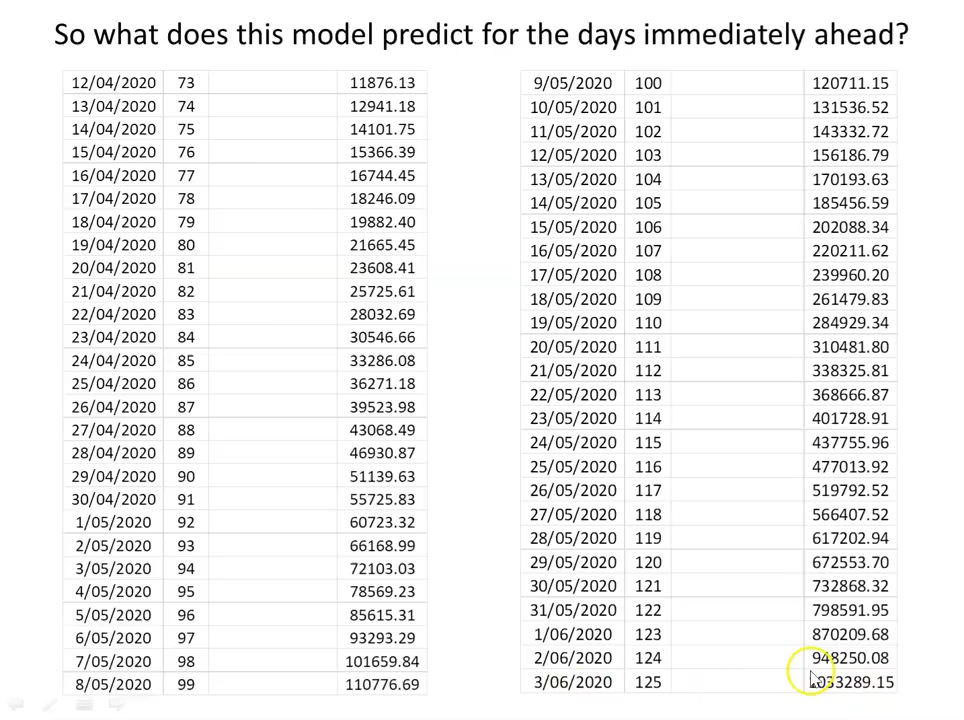 So what does this model predict for the days immediately ahead?
12/04/2020 73 11876.13
13/04/2020 74 12941.18
14/04/2020 75 14101.75
15/04/2020 76 15366.39
16/04/2020 77 16744.45
17/04/2020 78 18246.09
18/04/2020 79 19882.40
19/04/2020 80 21665.45
20/04/2020 81 23608.41
21/04/2020 82 25725.61
22/04/2020 83 28032.69
23/04/2020 84 30546.66
24/04/2020 85 33286.08
25/04/2020 86 36271.18
26/04/2020 87 39523.98
27/04/2020 88 43068.49
28/04/2020 89 46930.87
29/04/2020 90 51139.63
30/04/2020 91 55725.83
1/05/2020 92 60723.32
2/05/2020 93 66168.99
3/05/2020 94 72103.03
4/05/2020 95 78569.23
5/05/2020 96 85615.31
6/05/2020 97 93293.29
7/05/2020 98 101659.84
8/05/2020 99 110776.69
9/05/2020 100 120711.15
10/05/2020 101 131536.52
11/05/2020 102 143332.72
12/05/2020 103 156186.79
13/05/2020 104 170193.63
14/05/2020 105 185456.59
15/05/2020 106 202088.34
16/05/2020 107 220211.62
17/05/2020 108 239960.20
18/05/2020 109 261479.83
19/05/2020 110 284929.34
20/05/2020 111 310481.80
21/05/2020 112 338325.81
22/05/2020 113 368666.87
23/05/2020 114 401728.91
24/05/2020 115 437755.96
25/05/2020 116 477013.92
26/05/2020 117 519792.52
27/05/2020 118 566407.52
28/05/2020 119 617202.94
29/05/2020 120 672553.70
30/05/2020 121 732868.32
31/05/2020 122 798591.95
1/06/2020 123 870209.68
2/06/2020 124 948250.08
3/06/2020 125 1033289.15